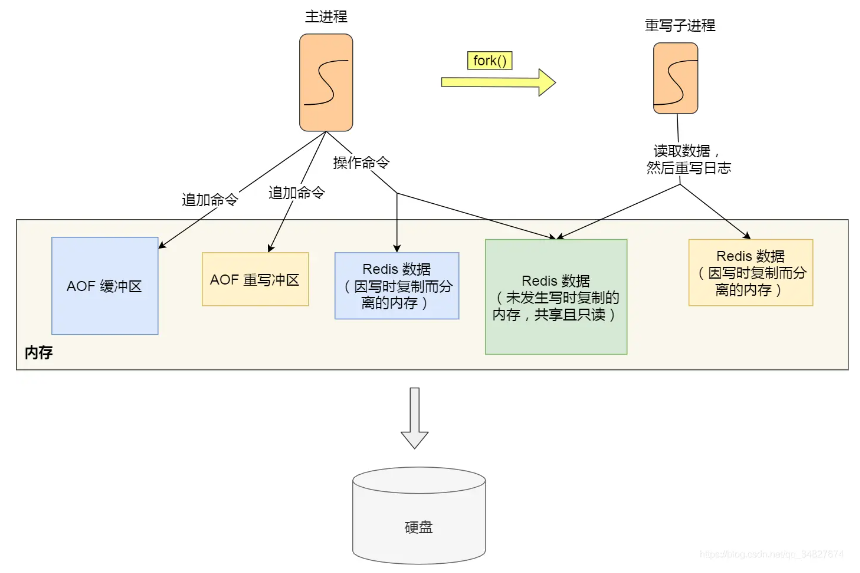 主进程
重写子进程
fork()
读取数据，
然后重写日志
操作命令
追加命令
追加命令
AOF 缓冲区
AOF 重写冲区
Redis 数据
（因写时复制而分
离的内存）
Redis 数据
（未发生写时复制的
内存，共享且只读）
Redis 数据
（因写时复制而分
离的内存）
内存
硬盘
https://blog.csdn.net/qq_34827674